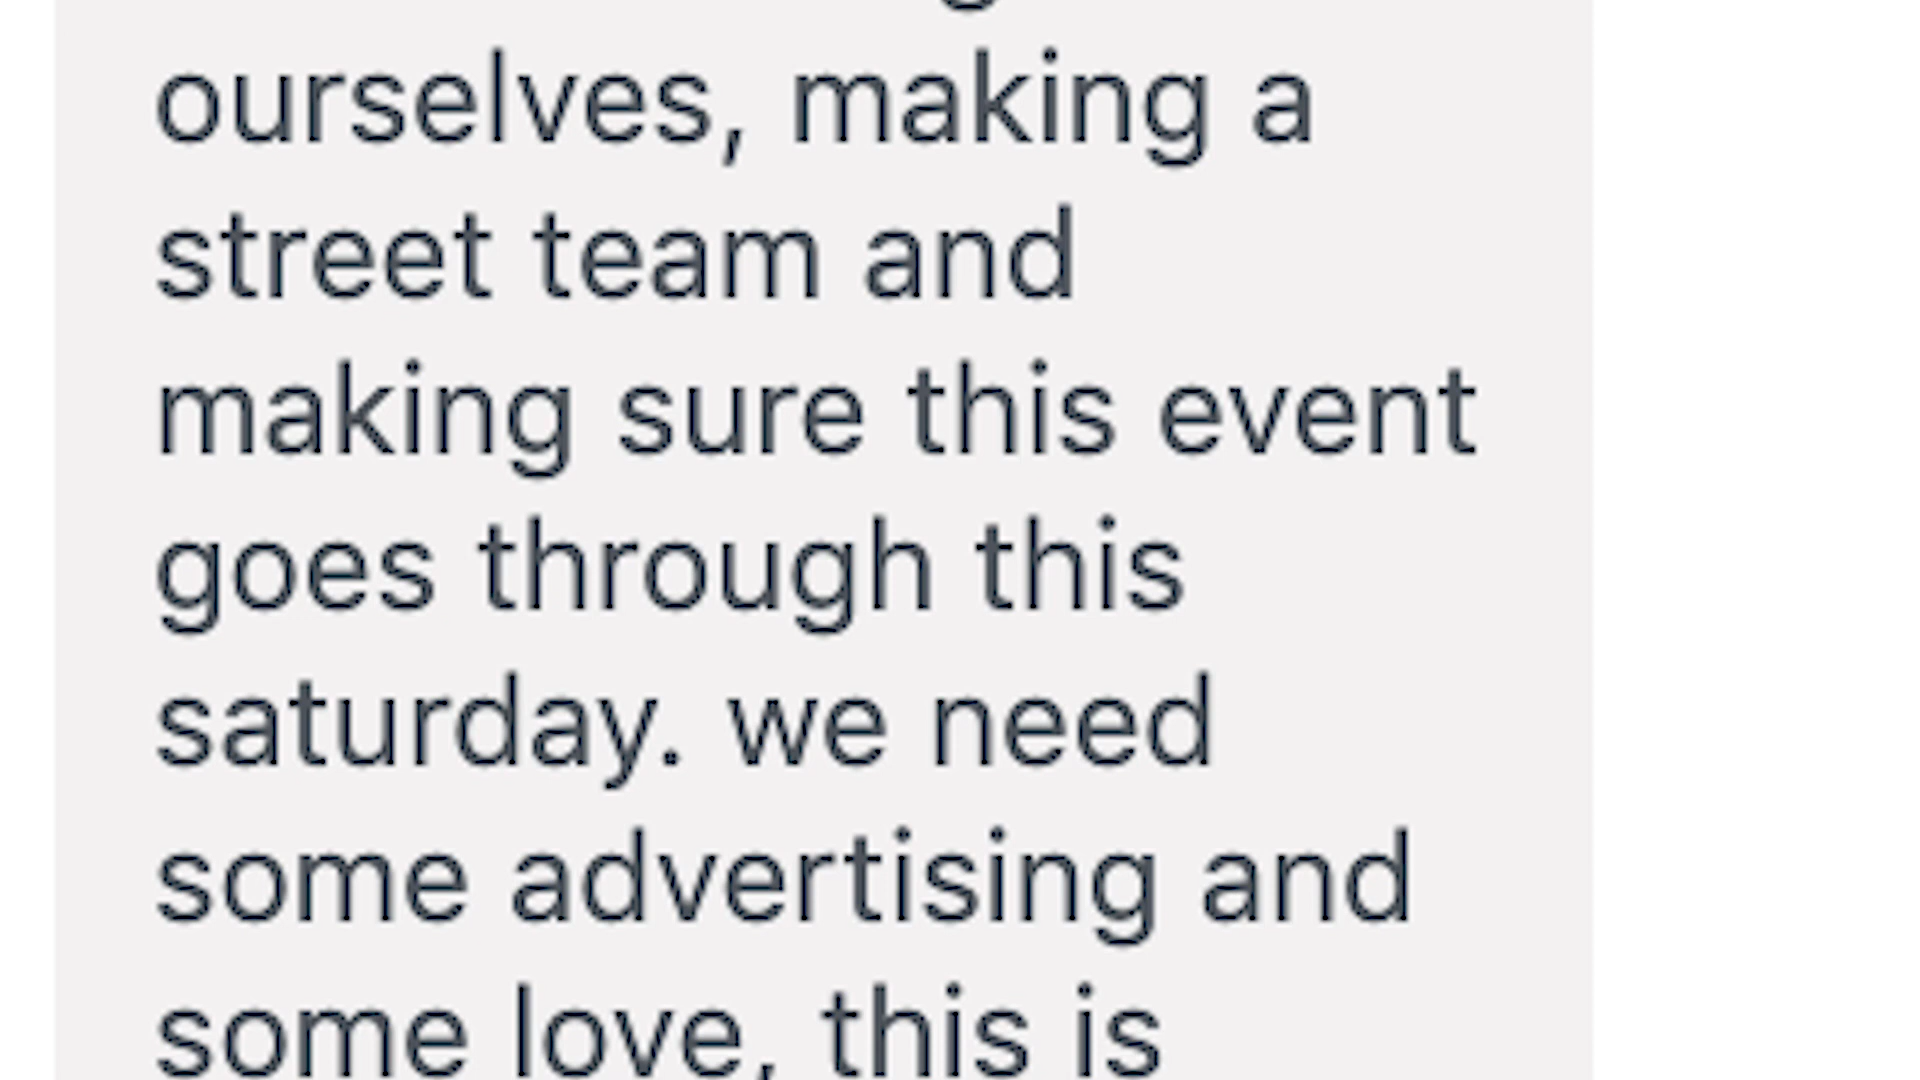 ourselves, making a
street team and
making sure this event
goes through this
saturday. we need
some advertising and
some love, this is